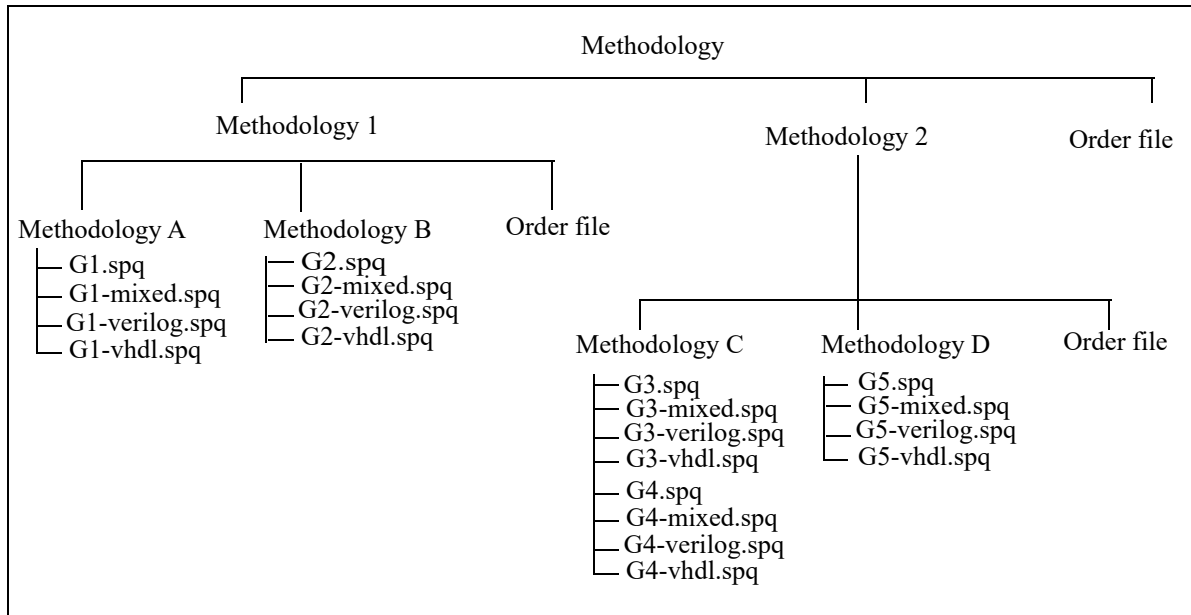 Methodology
Methodology 1
Methodology 2
Order file
Methodology A
Methodology B
Order file
G1.spq
G1-mixed.spq
G1-verilog.spq
G1-vhdl.spq
G2.spq
G2-mixed.spq
G2-verilog.spq
G2-vhdl.spq
Methodology C
Methodology D
Order file
G3.spq
G3-mixed.spq
G3-verilog.spq
G3-vhdl.spq
G4.spq
G4-mixed.spq
G4-verilog.spq
G4-vhdl.spq
G5.spq
G5-mixed.spq
G5-verilog.spq
G5-vhdl.spq